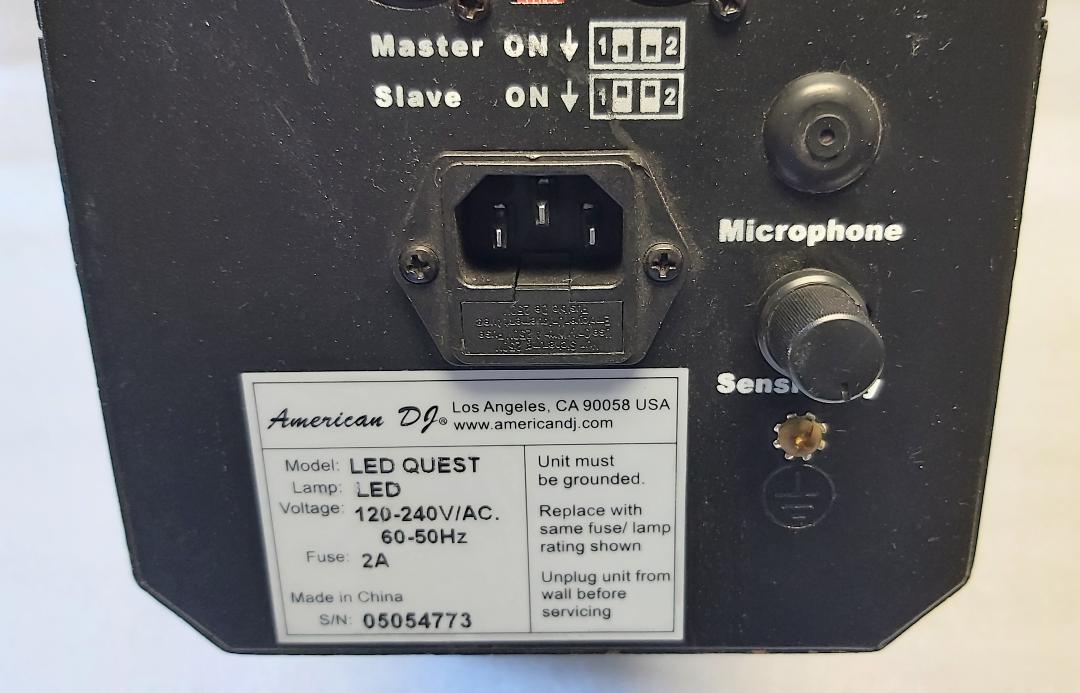 Master ON ↓ 1 2
Slave ON ↓ 1 2
Microphone
American DJ® Los Angeles, CA 90058 USA
www.americandj.com
Model: LED QUEST
Lamp: LED
Voltage: 120-240V/AC.
60-50Hz
Fuse: 2A
Made in China
S/N: 05054773
Unit must
be grounded.
Replace with
same fuse/ lamp
rating shown
Unplug unit from
wall before
servicing